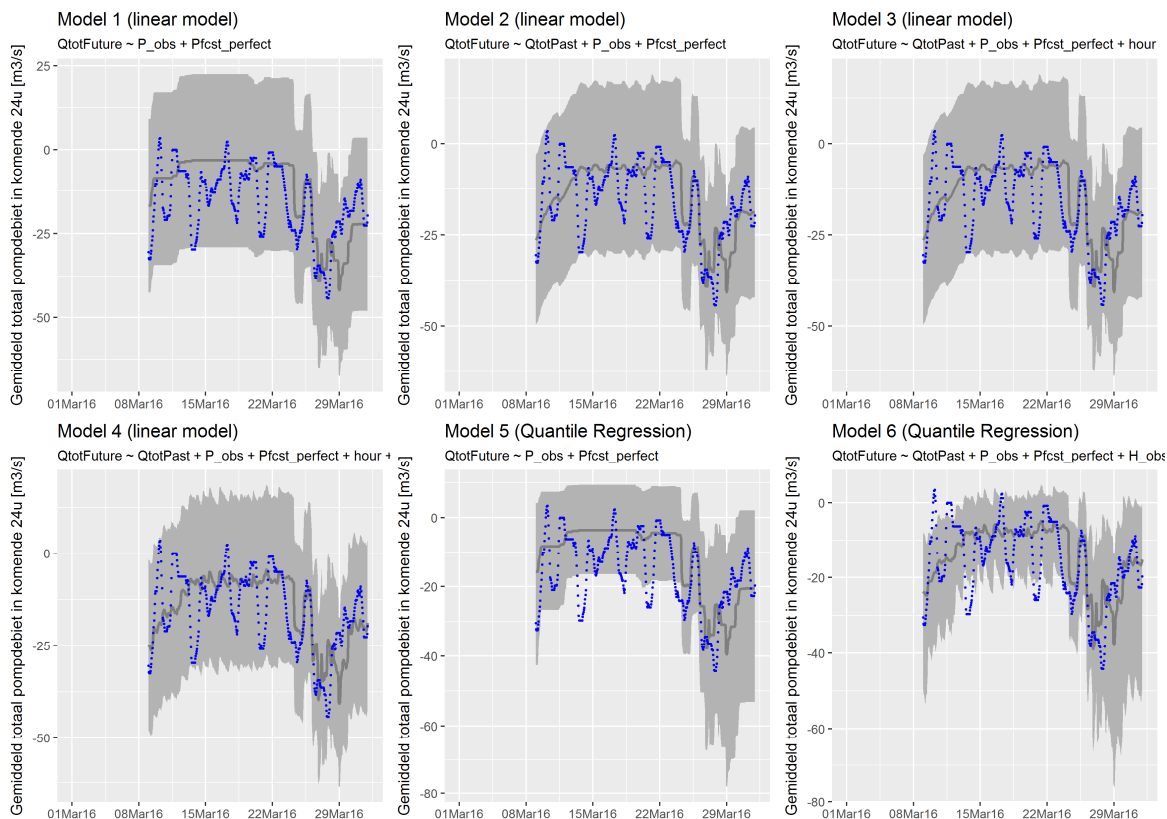 Model 1 (linear model)
QtotFuture ~ P_obs + Pfcst_perfect
Gemiddeld totaal pompdebiet in komende 24u [m3/s]
25
0
-25
-50
01Mar16 08Mar16 15Mar16 22Mar16 29Mar16
Model 2 (linear model)
QtotFuture ~ QtotPast + P_obs + Pfcst_perfect
Gemiddeld totaal pompdebiet in komende 24u [m3/s]
0
-25
-50
01Mar16 08Mar16 15Mar16 22Mar16 29Mar16
Model 3 (linear model)
QtotFuture ~ QtotPast + P_obs + Pfcst_perfect + hour
Gemiddeld totaal pompdebiet in komende 24u [m3/s]
0
-25
-50
01Mar16 08Mar16 15Mar16 22Mar16 29Mar16
Model 4 (linear model)
QtotFuture ~ QtotPast + P_obs + Pfcst_perfect + hour +
Gemiddeld totaal pompdebiet in komende 24u [m3/s]
0
-25
-50
01Mar16 08Mar16 15Mar16 22Mar16 29Mar16
Model 5 (Quantile Regression)
QtotFuture ~ P_obs + Pfcst_perfect
Gemiddeld totaal pompdebiet in komende 24u [m3/s]
0
-20
-40
-60
-80
01Mar16 08Mar16 15Mar16 22Mar16 29Mar16
Model 6 (Quantile Regression)
QtotFuture ~ QtotPast + P_obs + Pfcst_perfect + H_obs
Gemiddeld totaal pompdebiet in komende 24u [m3/s]
0
-20
-40
-60
-80
01Mar16 08Mar16 15Mar16 22Mar16 29Mar16